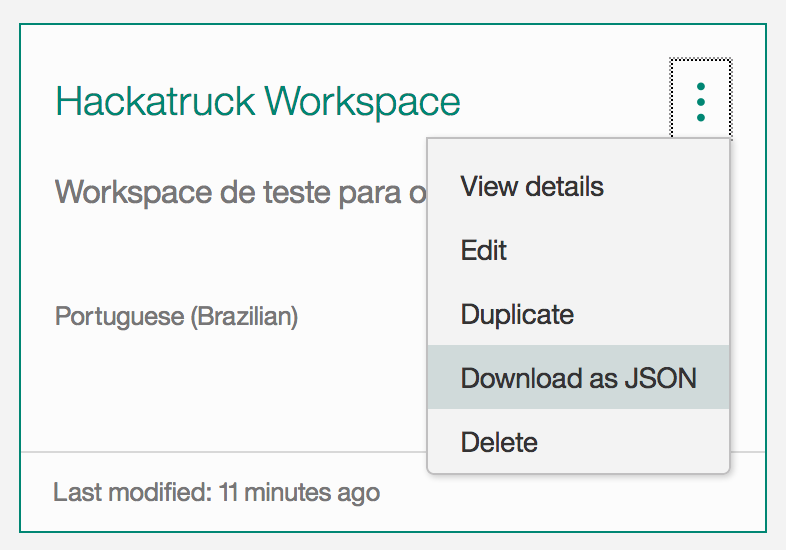 Hackatruck Workspace
Workspace de teste para o
Portuguese (Brazilian)
View details
Edit
Duplicate
Download as JSON
Delete
Last modified: 11 minutes ago